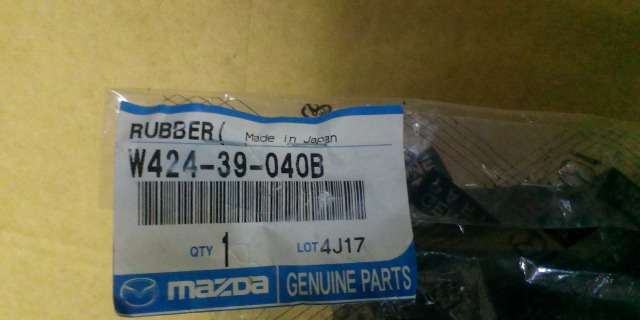 RUBBER( Made in Japan
W424-39-040B
QTY 1 LOT 4J17
mazda GENUINE PARTS